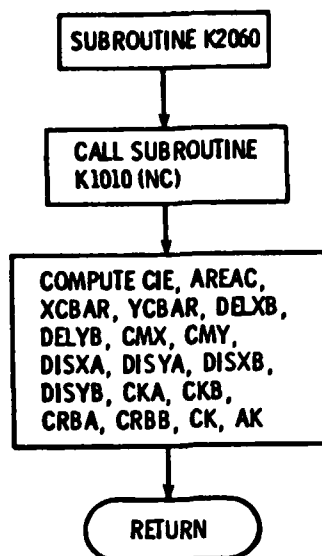 SUBROUTINE K2060
CALL SUBROUTINE
K1010 (NC)
COMPUTE CIE, AREAC,
XCBAR, YCBAR, DELXB,
DELYB, CMX, CMY,
DISXA, DISYA, DISXB,
DISYB, CKA, CKB,
CRBA, CRBB, CK, AK
RETURN